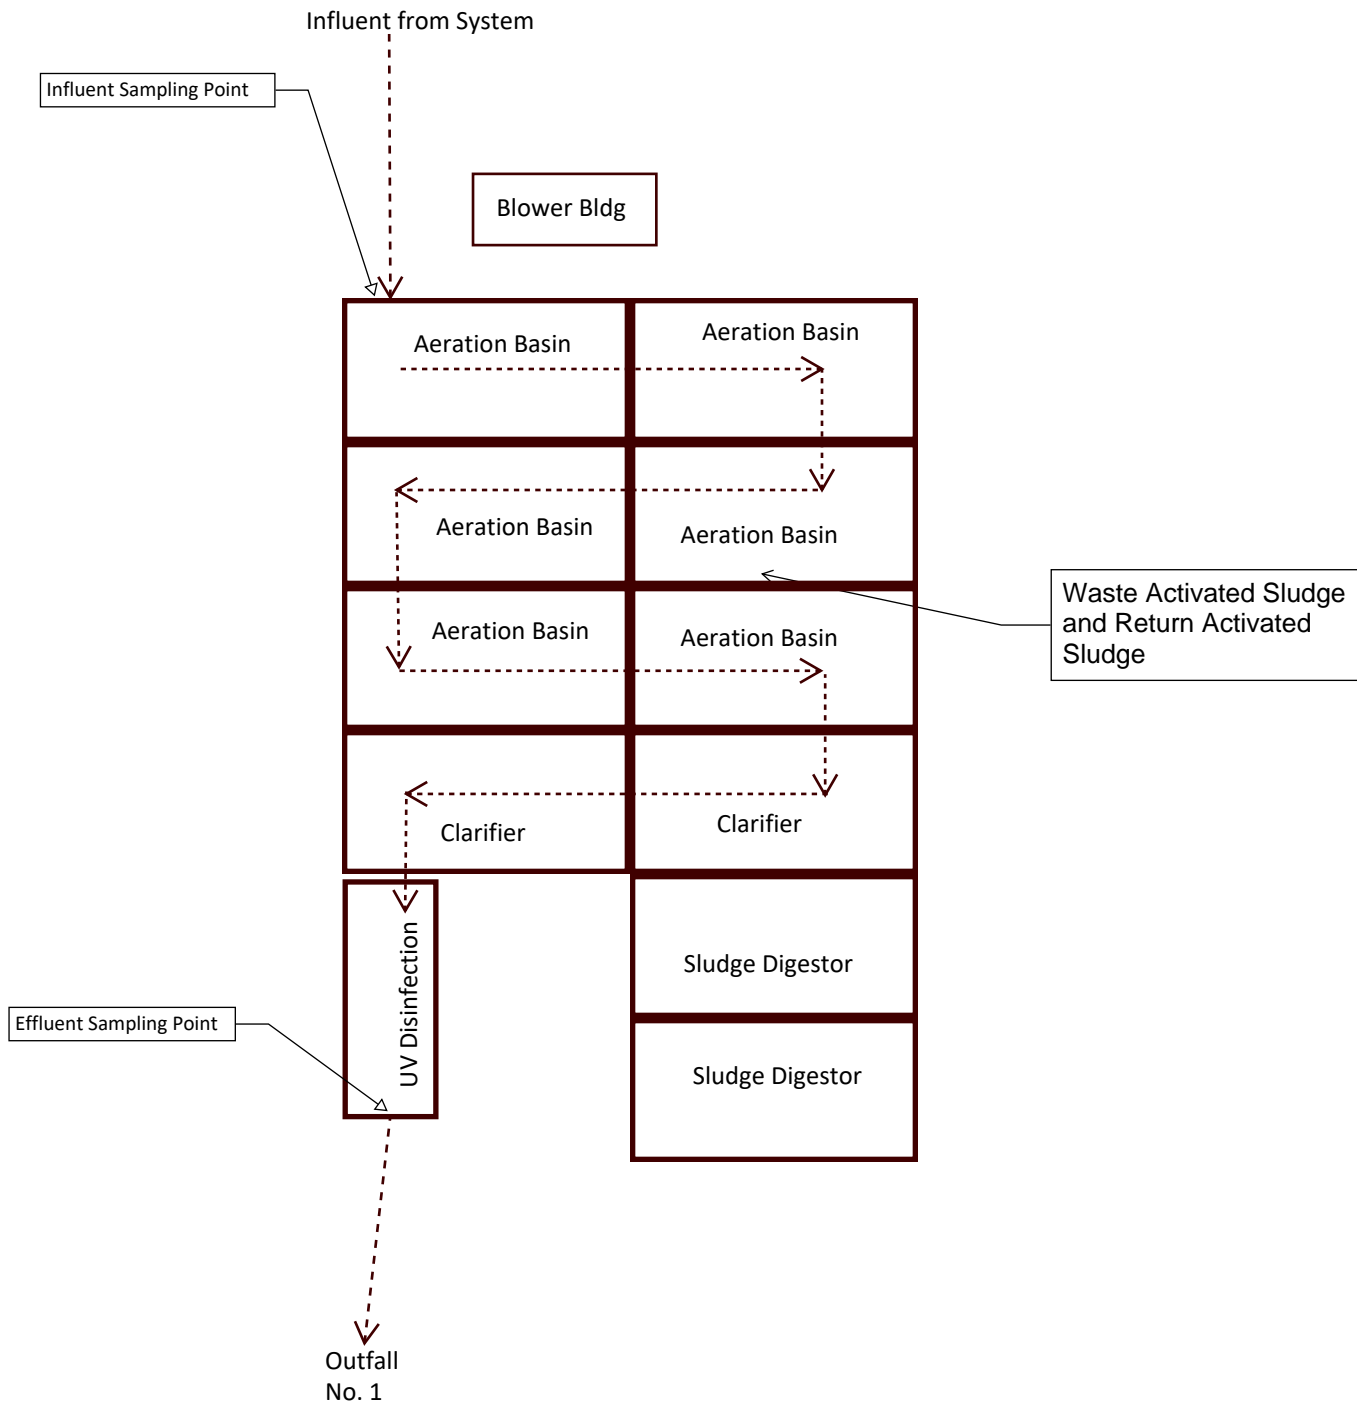 Influent from System
Influent Sampling Point
Blower Bldg
Aeration Basin
Aeration Basin
Aeration Basin
Aeration Basin
Waste Activated Sludge
and Return Activated
Sludge
Aeration Basin
Aeration Basin
Clarifier
Clarifier
UV Disinfection
Sludge Digestor
Effluent Sampling Point
Sludge Digestor
Outfall
No. 1